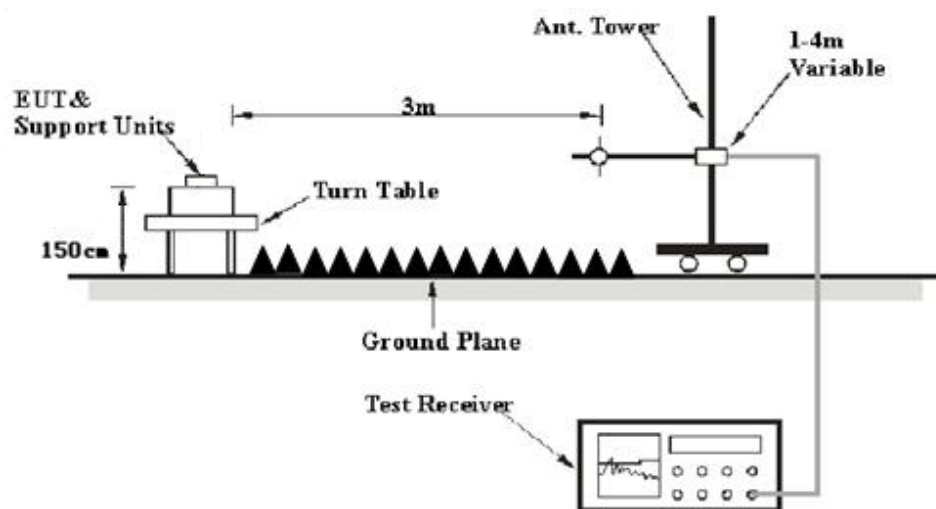 Ant. Tower
1-4m
Variable
EUT&
Support Units
3m
Turn Table
150cm
Ground Plane
Test Receiver